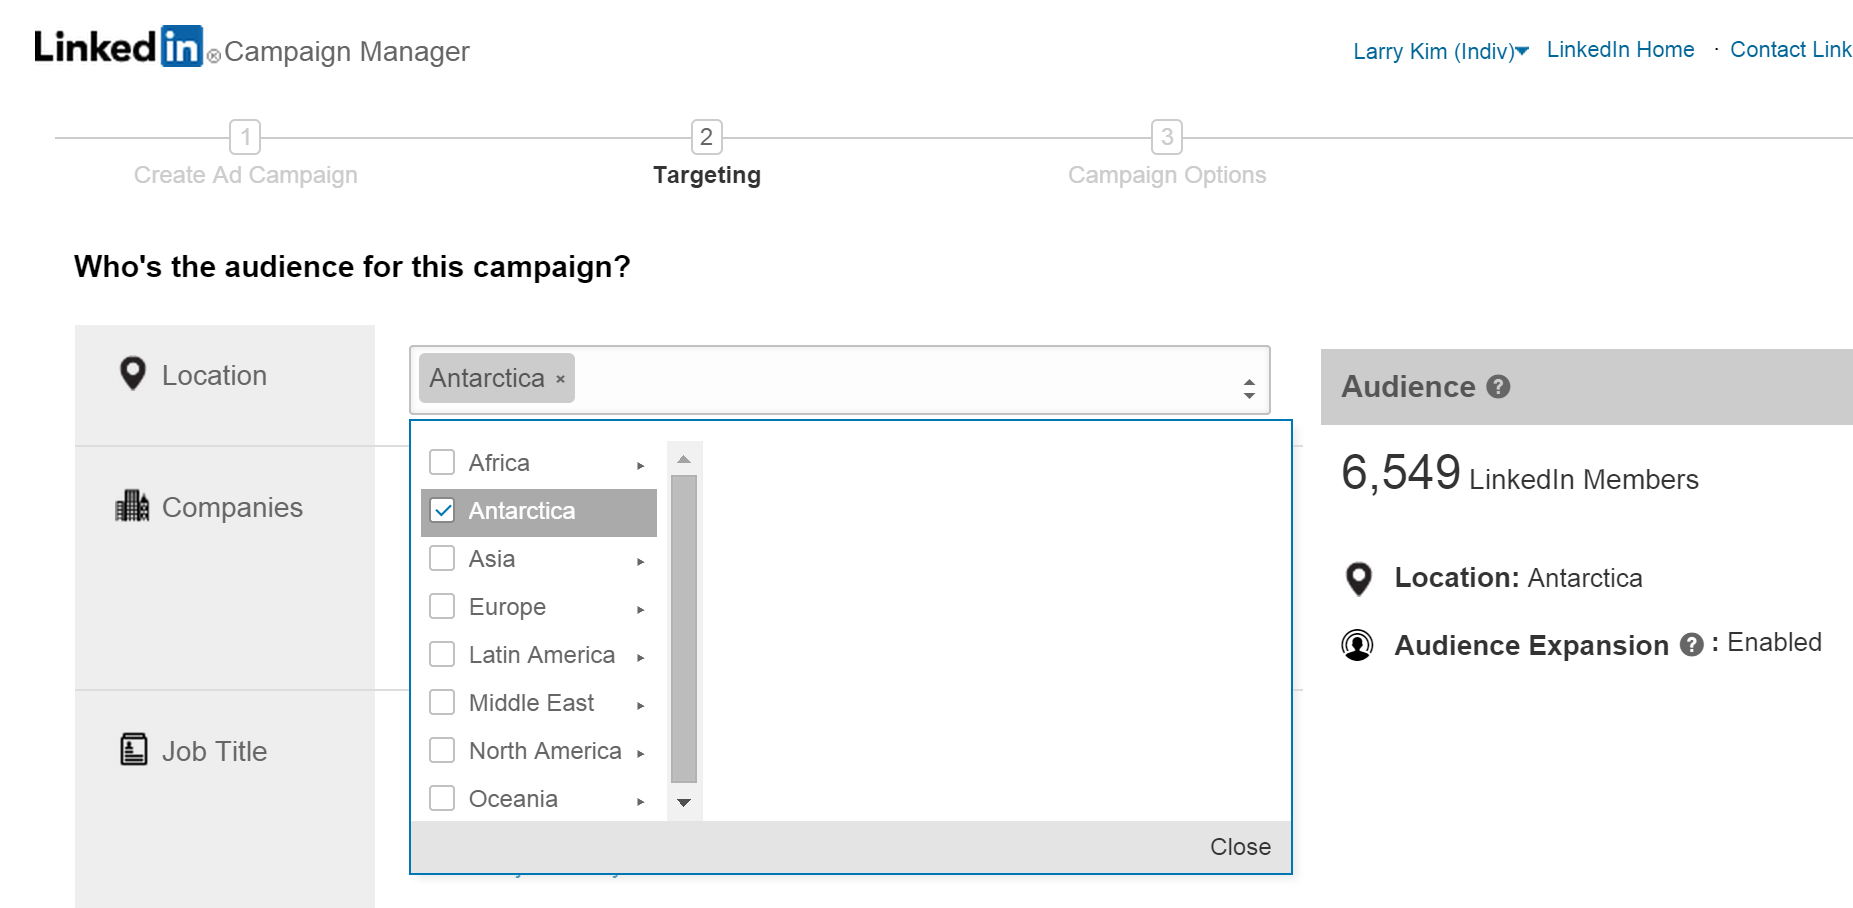 Linked in ® Campaign Manager
Larry Kim (Indiv) LinkedIn Home · Contact Link
1 2 3
Create Ad Campaign Targeting Campaign Options
Who's the audience for this campaign?
Location
Companies
Job Title
Antarctica ×
Africa
Antarctica
Asia
Europe
Latin America
Middle East
North America
Oceania
Close
Audience ?
6,549 LinkedIn Members
Location: Antarctica
Audience Expansion ? : Enabled